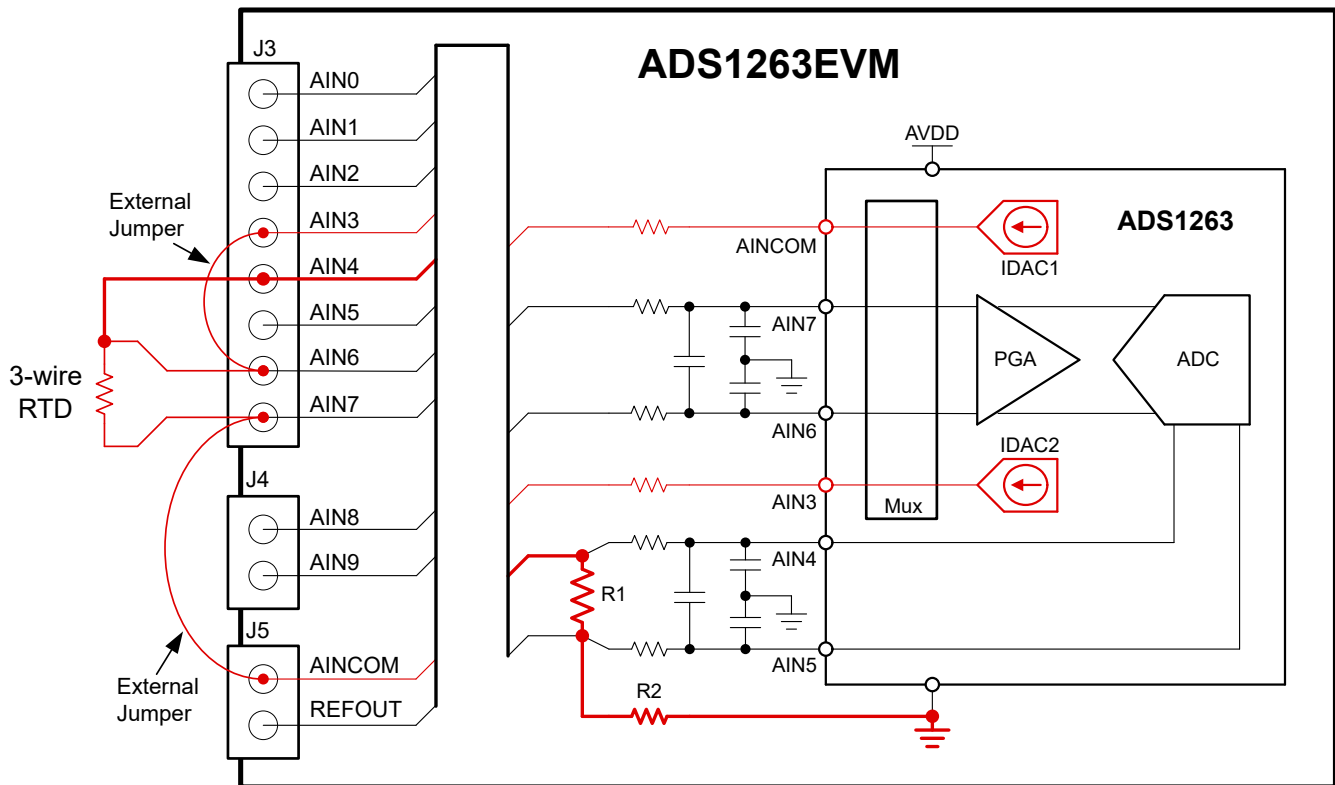 ADS1263EVM
J3
AIN0
AIN1
AIN2
AIN3
AIN4
AIN5
AIN6
AIN7
External
Jumper
3-wire
RTD
J4
AIN8
AIN9
J5
AINCOM
REFOUT
External
Jumper
AVDD
ADS1263
AINCOM
IDAC1
AIN7
PGA
ADC
AIN6
IDAC2
AIN3
Mux
AIN4
R1
AIN5
R2